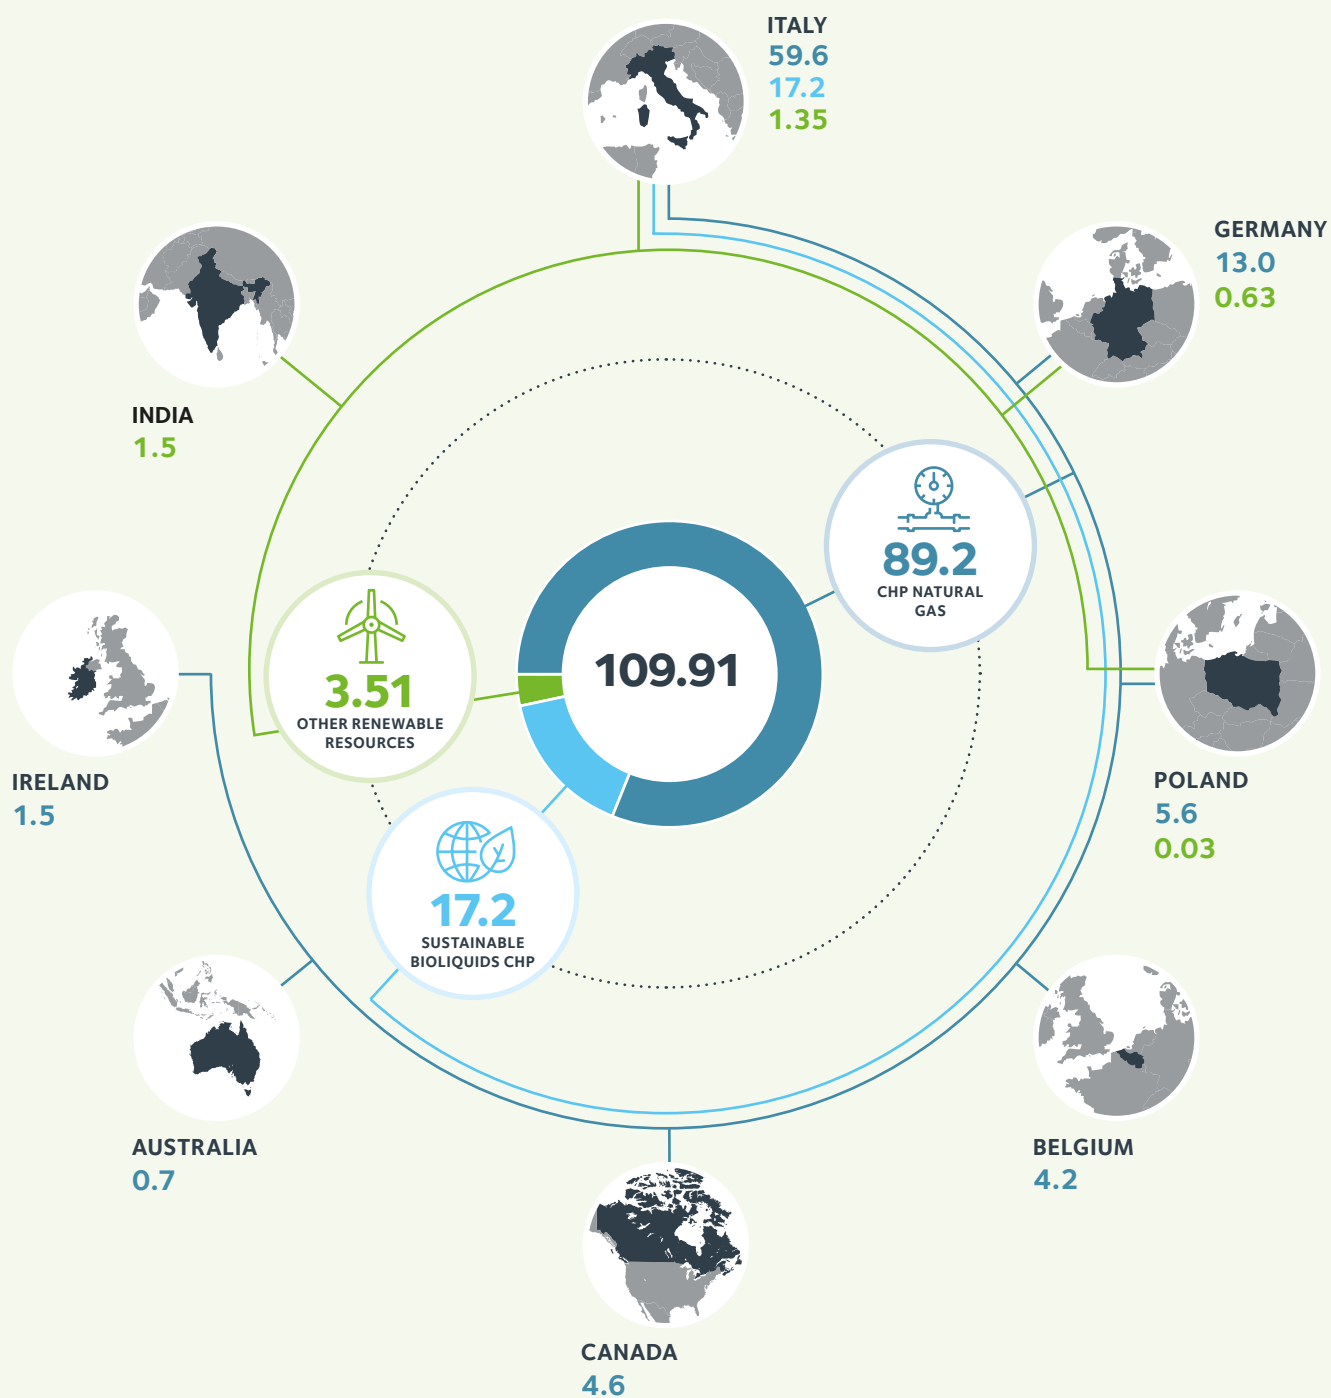 ITALY
59.6
17.2
1.35
GERMANY
13.0
0.63
INDIA
1.5
89.2
CHP NATURAL
GAS
109.91
3.51
OTHER RENEWABLE
RESOURCES
IRELAND
1.5
POLAND
5.6
0.03
17.2
SUSTAINABLE
BIOLIQUIDS CHP
AUSTRALIA
0.7
BELGIUM
4.2
CANADA
4.6